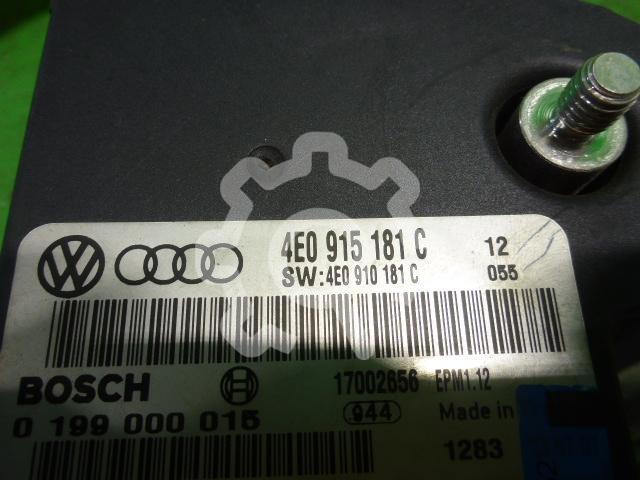 4E0 915 181 C 12
SW:4E0 910 181 C 055
BOSCH 17002656 EPM1.12
0 199 000 015 944 Made in
1283